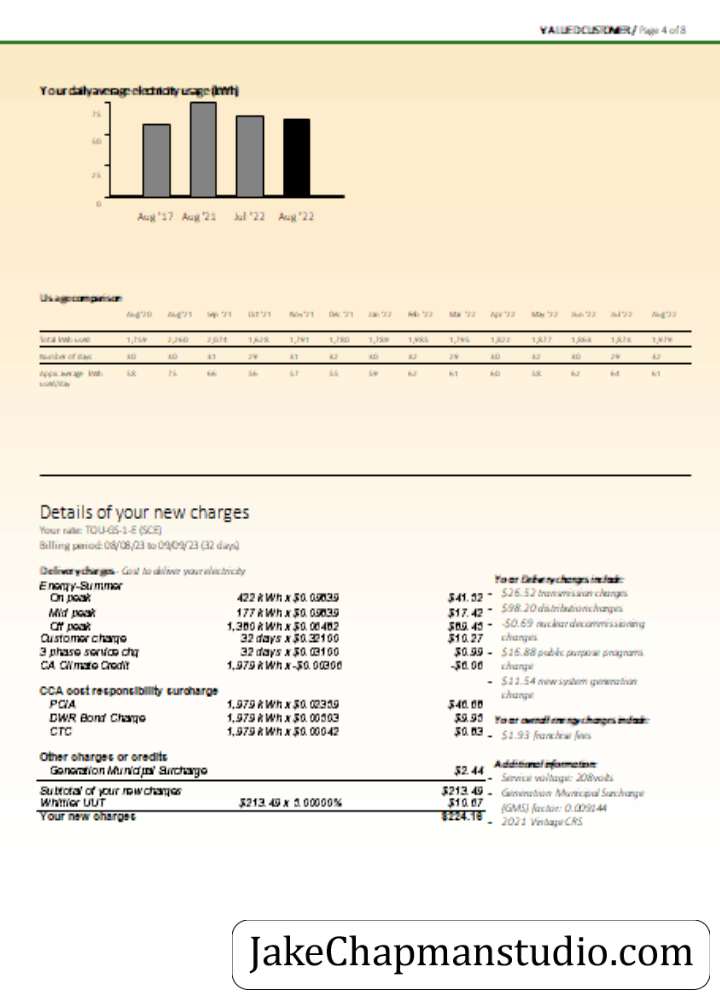 VALUED CUSTOMER / Page 4 of 8
Your daily average electricity usage (kWh)
75
50
25
0
Aug '17 Aug '21 Jul '22 Aug '22
Usage comparison
Aug'20 Aug'21 Sep '21 Oct'21 Nov'21 Dec '21 Jan '22 Feb '22 Mar '22 Apr '22 May '22 Jun '22 Jul'22 Aug'22
Total kWh used 1,759 2,260 2,074 1,628 1,791 1,780 1,789 1,985 1,795 1,822 1,877 1,864 1,874 1,979
Number of days 30 30 31 29 31 32 30 32 29 30 32 30 29 32
Appx. average kWh 58 75 66 56 57 55 59 62 61 60 58 62 64 61
used/day
Details of your new charges
Your rate: TOU-GS-1-E (SCE)
Billing period: 08/08/23 to 09/09/23 (32 days)
Delivery charges - Cost to deliver your electricity
Energy-Summer
On peak 422 kWh x $0.09839 $41.52
Mid peak 177 kWh x $0.09839 $17.42
Off peak 1,380 kWh x $69.45
Customer charge 32 days x $0.32100 $10.27
3 phase service chg 32 days x $0.03100 $0.99
CA Climate Credit 1,979 kWh x -$0.00306 -$6.06
CCA cost responsibility surcharge
PCIA 1,979 kWh x $0.02359 $46.68
DWR Bond Charge 1,979 kWh x $0.00503 $9.95
CTC 1,979 kWh x $0.00042 $0.83
Other charges or credits
Generation Municipal Surcharge $2.44
Subtotal of your new charges $213.49
Whittier UUT $213.49 x 5.00000% $10.67
Your new charges $224.16
Your Delivery charges include:
- $26.52 transmission charges
- $98.20 distribution charges
- -$0.69 nuclear decommissioning
charges
- $16.88 public purpose programs
charge
- $11.54 new system generation
charge
Your overall energy charges include:
- $1.93 franchise fees
Additional information:
- Service voltage: 208 volts
- Generation Municipal Surcharge
(GMS) factor: 0.009144
- 2021 Vintage CRS
JakeChapmanstudio.com